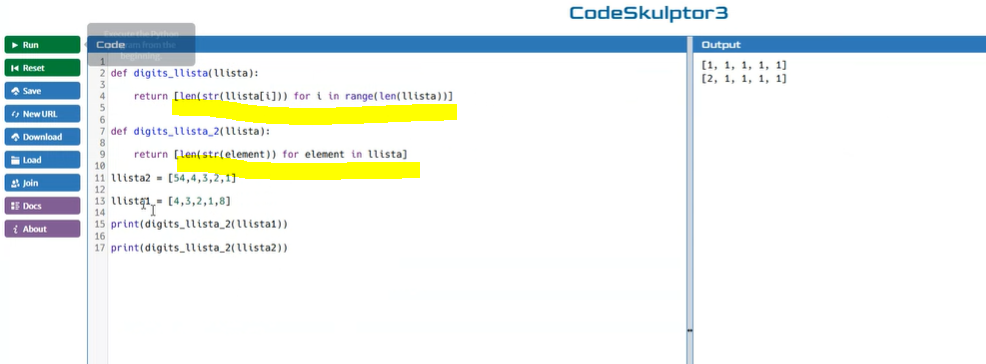 CodeSkulptor3
Run
Reset
Save
New URL
Download
Load
Join
Docs
About
Execute the Python
program from the
beginning.
Code
1
2 def digits_llista(llista):
3
4 return [len(str(llista[i])) for i in range(len(llista))]
5
6
7 def digits_llista_2(llista):
8
9 return [len(str(element)) for element in llista]
10
11 llista2 = [54,4,3,2,1]
12
13 llista1 = [4,3,2,1,8]
14
15 print(digits_llista_2(llista1))
16
17 print(digits_llista_2(llista2))
Output
[1, 1, 1, 1, 1]
[2, 1, 1, 1, 1]